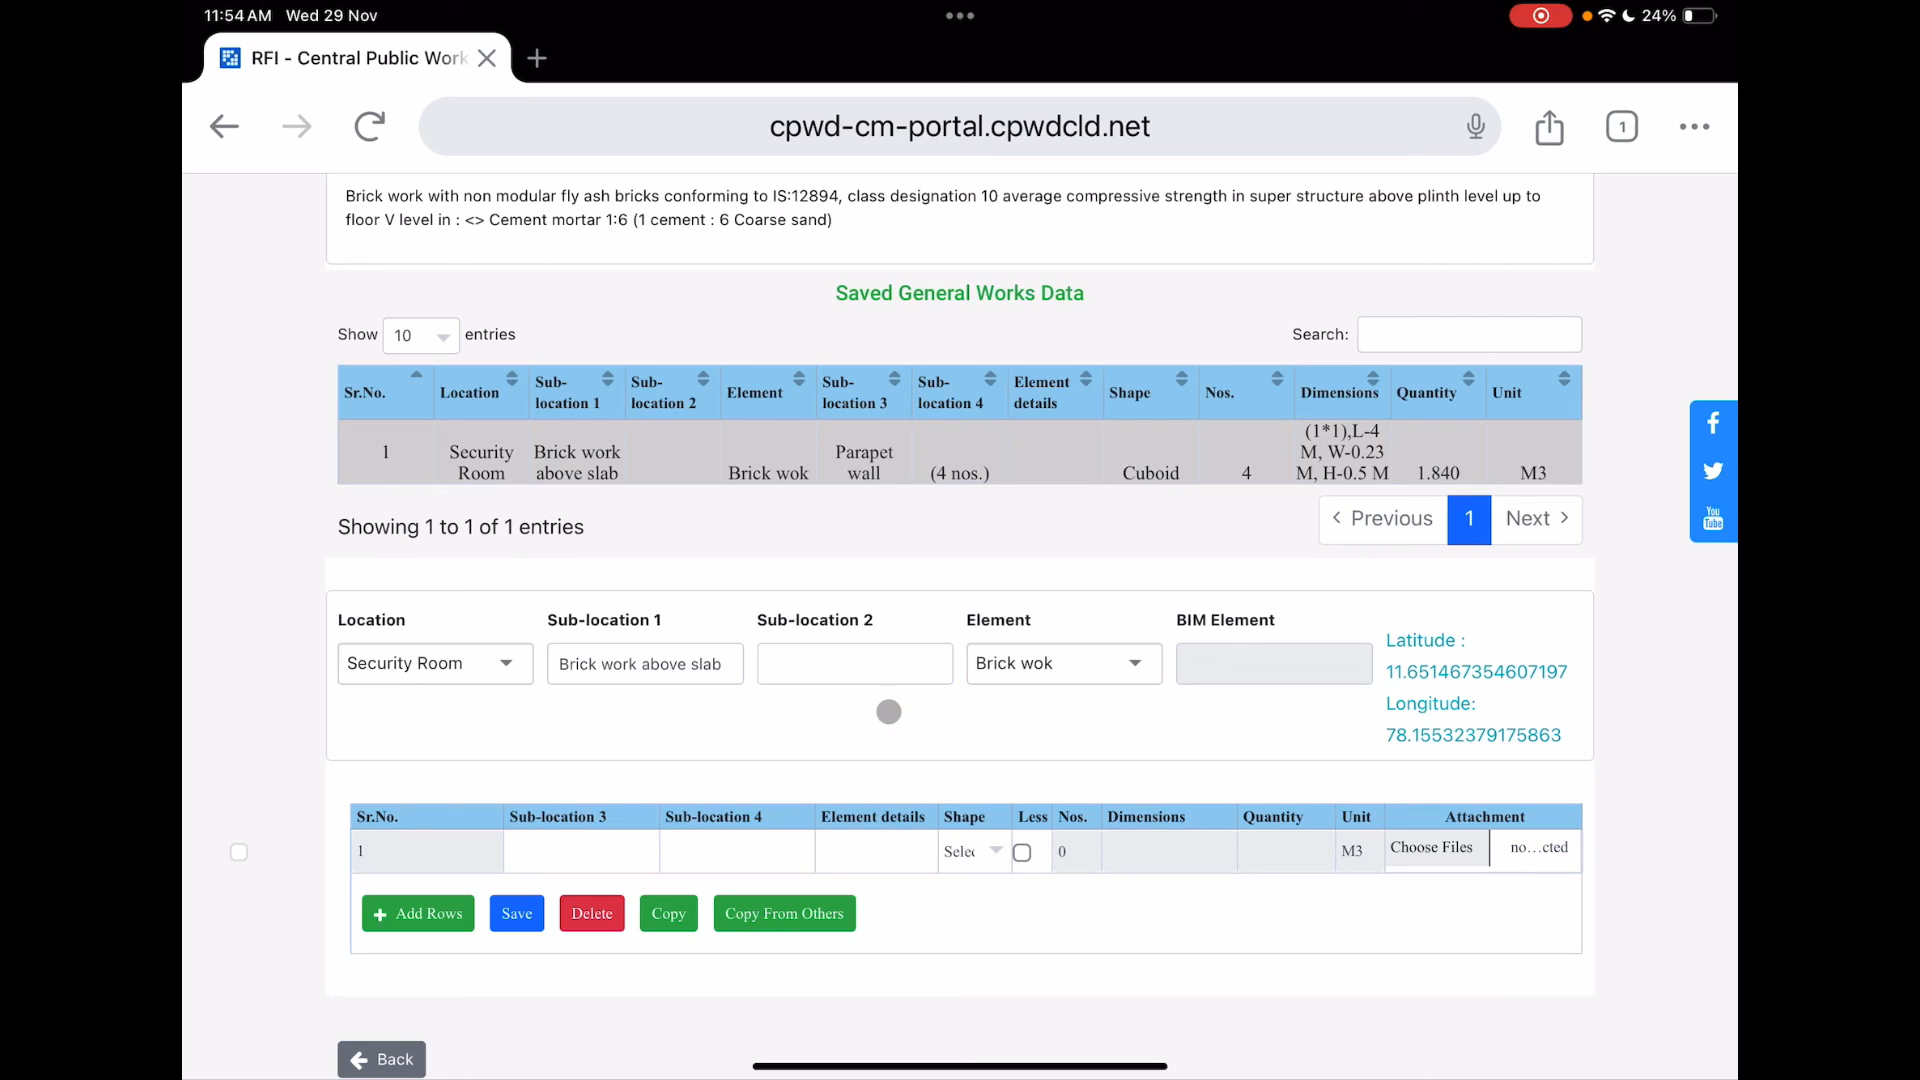 11:54 AM Wed 29 Nov
24%
RFI - Central Public Work
cpwd-cm-portal.cpwdcld.net
1
Brick work with non modular fly ash bricks conforming to IS:12894, class designation 10 average compressive strength in super structure above plinth level up to
floor V level in : <> Cement mortar 1:6 (1 cement : 6 Coarse sand)
Saved General Works Data
Show 10 entries
Search:
Sr.No. Location Sub-location 1 Sub-location 2 Element Sub-location 3 Sub-location 4 Element details Shape Nos. Dimensions Quantity Unit
1 Security Room Brick work above slab Brick wok Parapet wall (4 nos.) Cuboid 4 (1*1),L-4 M, W-0.23 M, H-0.5 M 1.840 M3
Showing 1 to 1 of 1 entries
Previous 1 Next
You Tube
Location Sub-location 1 Sub-location 2 Element BIM Element
Security Room Brick work above slab Brick wok
Latitude :
11.651467354607197
Longitude:
78.15532379175863
Sr.No. Sub-location 3 Sub-location 4 Element details Shape Less Nos. Dimensions Quantity Unit Attachment
1 Selec 0 M3 Choose Files no...cted
Add Rows Save Delete Copy Copy From Others
Back